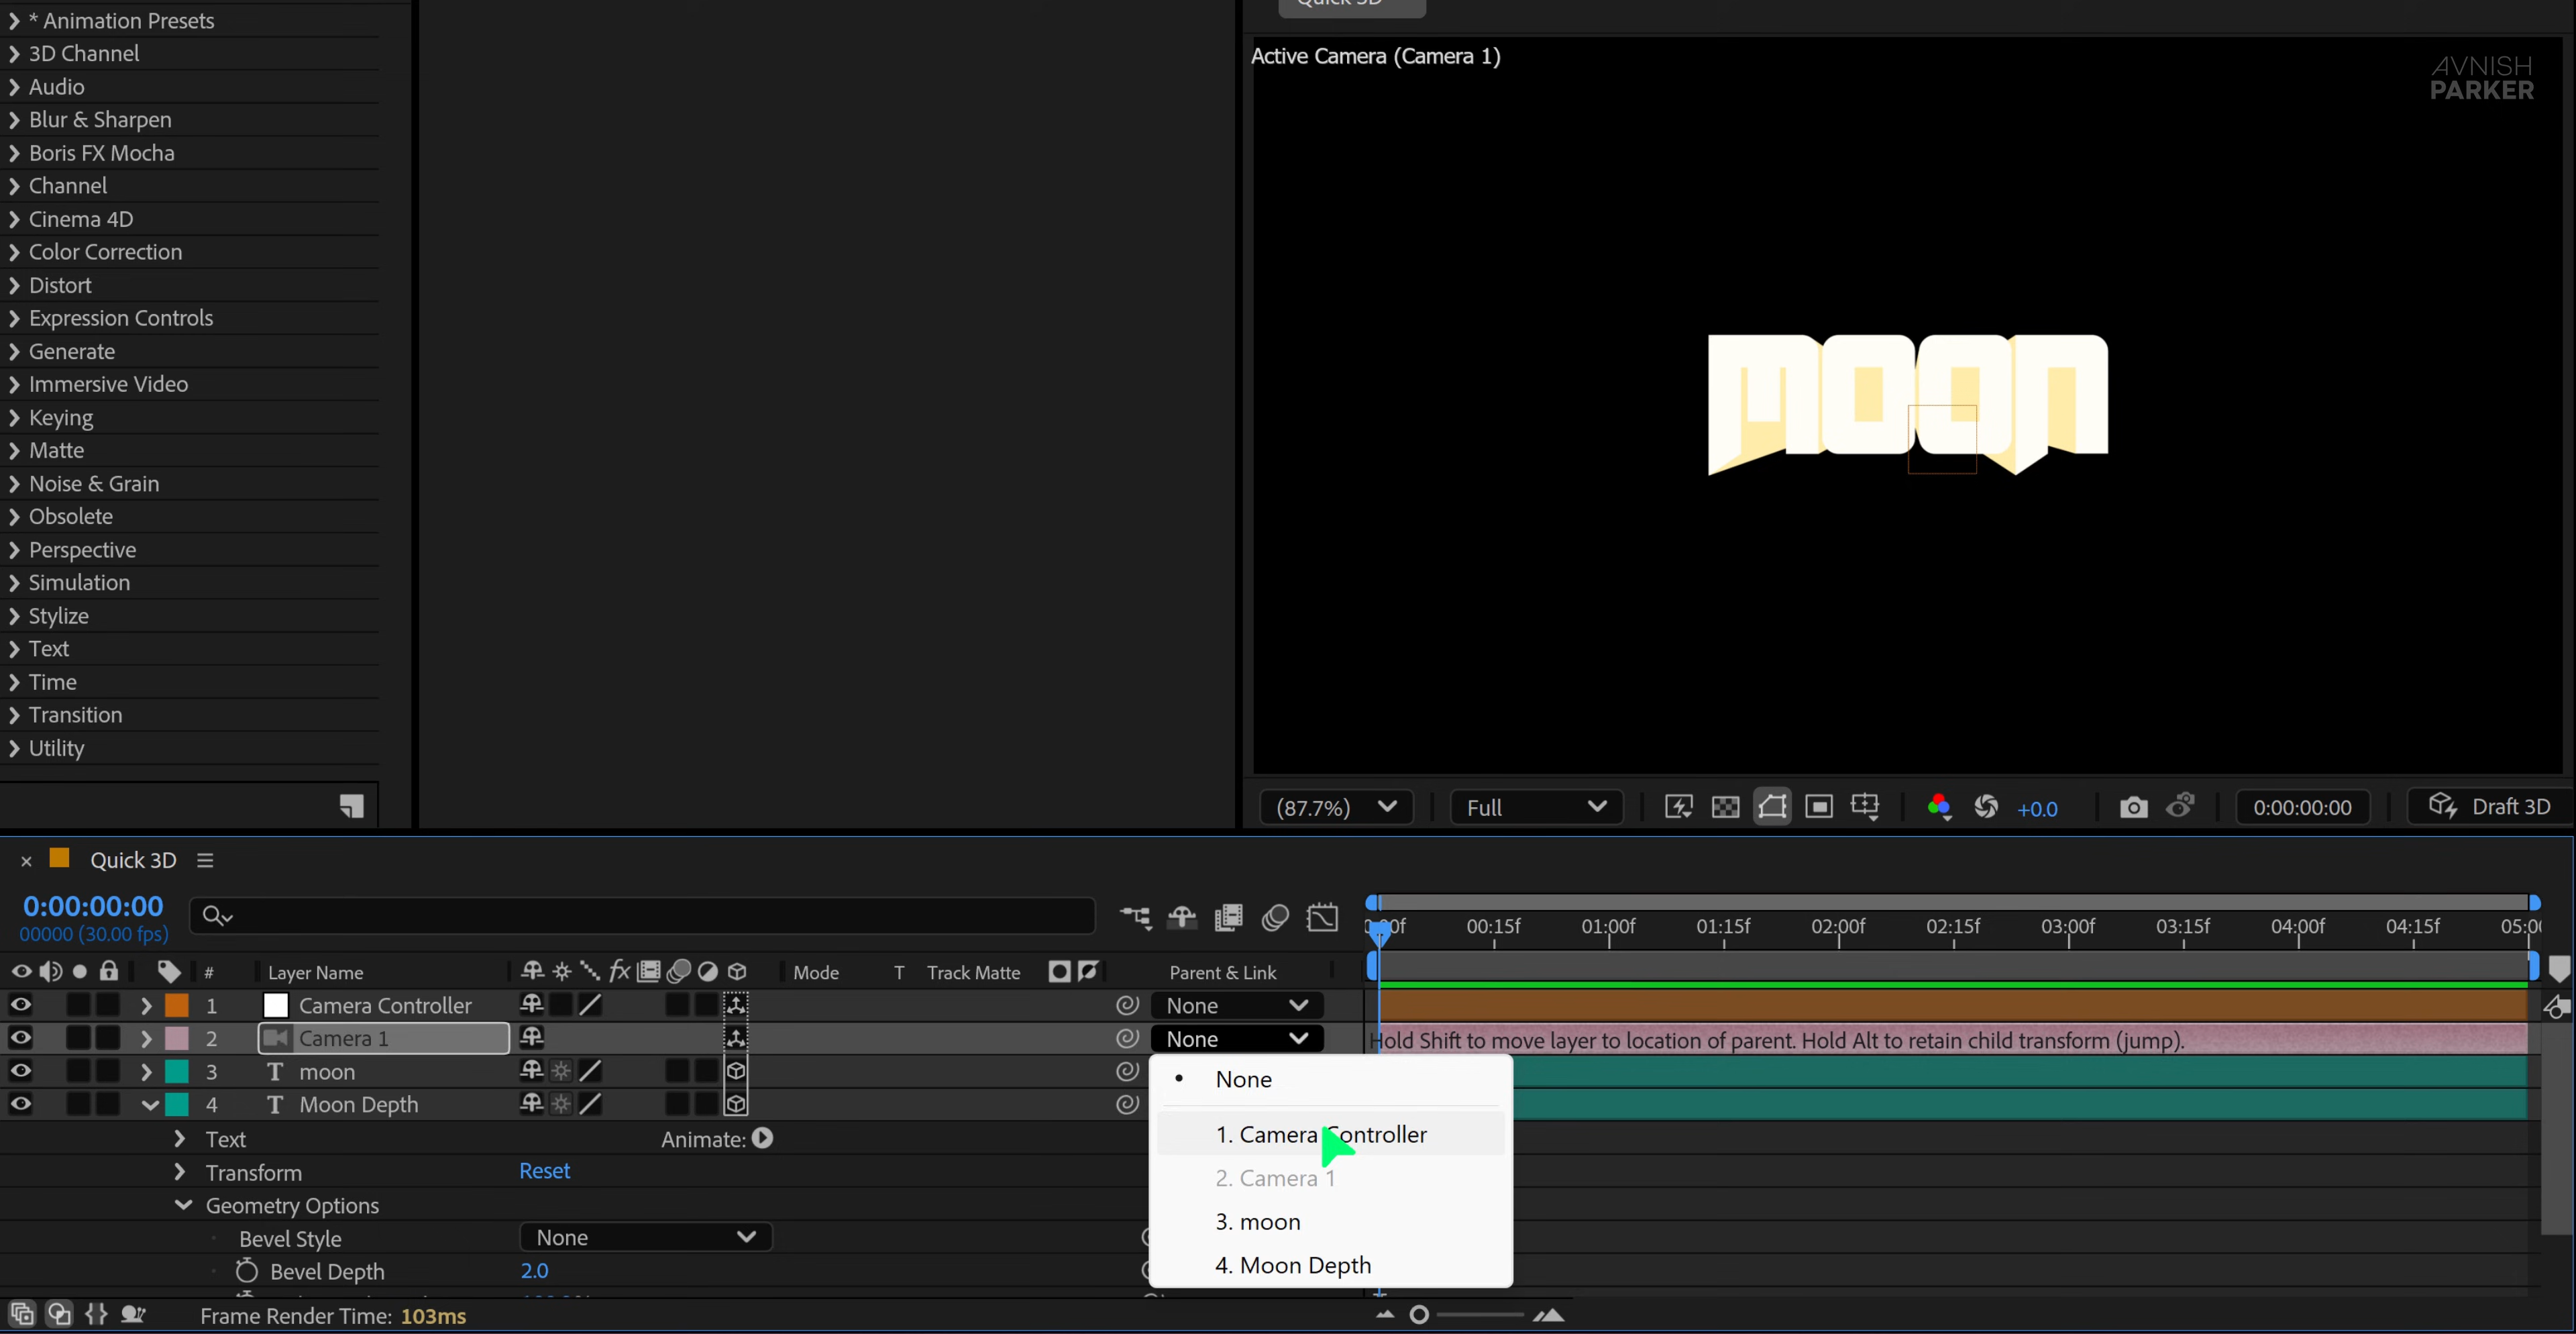 * Animation Presets
3D Channel
Audio
Blur & Sharpen
Boris FX Mocha
Channel
Cinema 4D
Color Correction
Distort
Expression Controls
Generate
Immersive Video
Keying
Matte
Noise & Grain
Obsolete
Perspective
Simulation
Stylize
Text
Time
Transition
Utility
Quick 3D
Active Camera (Camera 1)
AVNISH
PARKER
MOON
(87.7%) Full +0.0 0:00:00:00 Draft 3D
Quick 3D
0:00:00:00
00000 (30.00 fps)
00:15f 01:00f 01:15f 02:00f 02:15f 03:00f 03:15f 04:00f 04:15f
# Layer Name fx Mode T Track Matte Parent & Link
1 Camera Controller None
2 Camera 1 None Hold Shift to move layer to location of parent. Hold Alt to retain child transform (jump).
3 T moon
4 T Moon Depth
Text Animate:
Transform Reset
Geometry Options
Bevel Style None
Bevel Depth 2.0
None
1. Camera Controller
2. Camera 1
3. moon
4. Moon Depth
Frame Render Time: 103ms